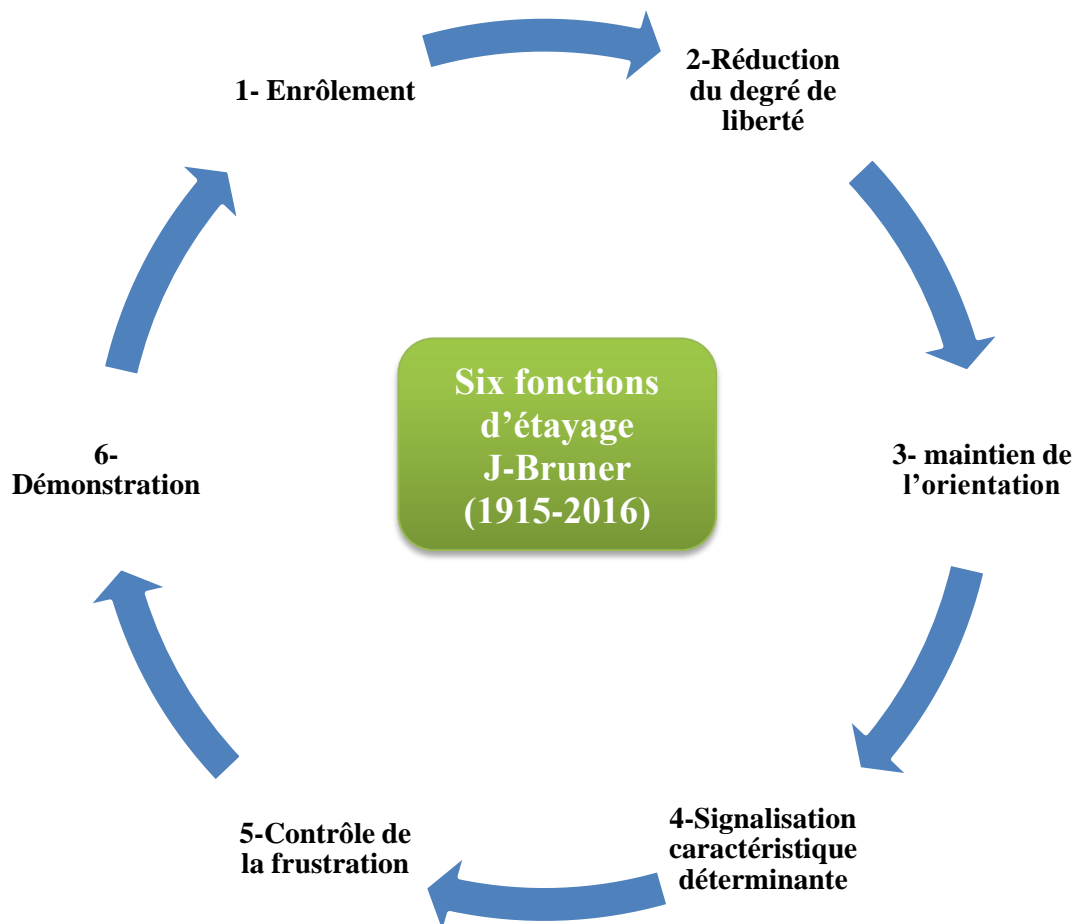 1- Enrôlement
2-Réduction
du degré de
liberté
3- maintien de
l’orientation
4-Signalisation
caractéristique
déterminante
5-Contrôle de
la frustration
6-
Démonstration
Six fonctions
d’étayage
J-Bruner
(1915-2016)